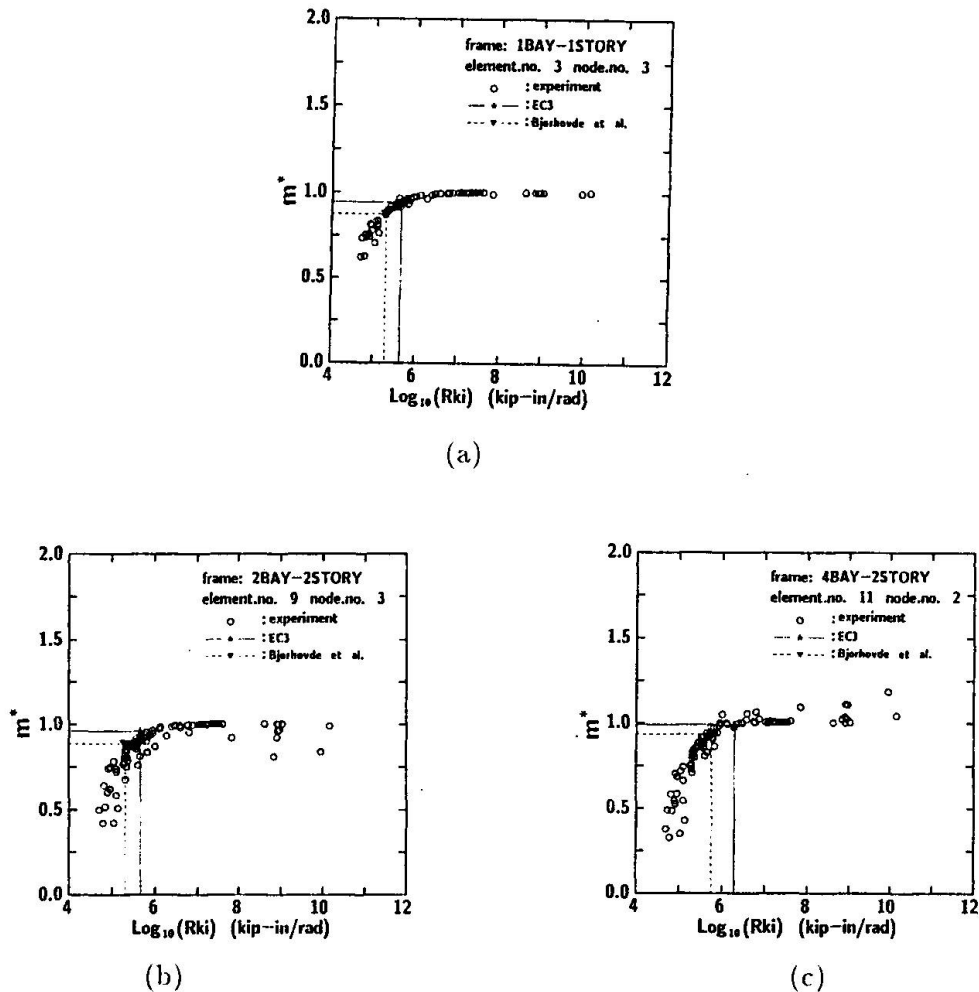 2.0
frame: 1BAY-1STORY
element.no. 3 node.no. 3
: experiment
: EC3
: Bjorhovde et al.
1.5
m* 1.0
0.5
0.0
4 6 8 10 12
Log₁₀(Rki) (kip-in/rad)
(a)
2.0
frame: 2BAY-2STORY
element.no. 9 node.no. 3
: experiment
: EC3
: Bjorhovde et al.
1.5
m* 1.0
0.5
0.0
4 6 8 10 12
Log₁₀(Rki) (kip-in/rad)
(b)
2.0
frame: 4BAY-2STORY
element.no. 11 node.no. 2
: experiment
: EC3
: Bjorhovde et al.
1.5
m* 1.0
0.5
0.0
4 6 8 10 12
Log₁₀(Rki) (kip-in/rad)
(c)